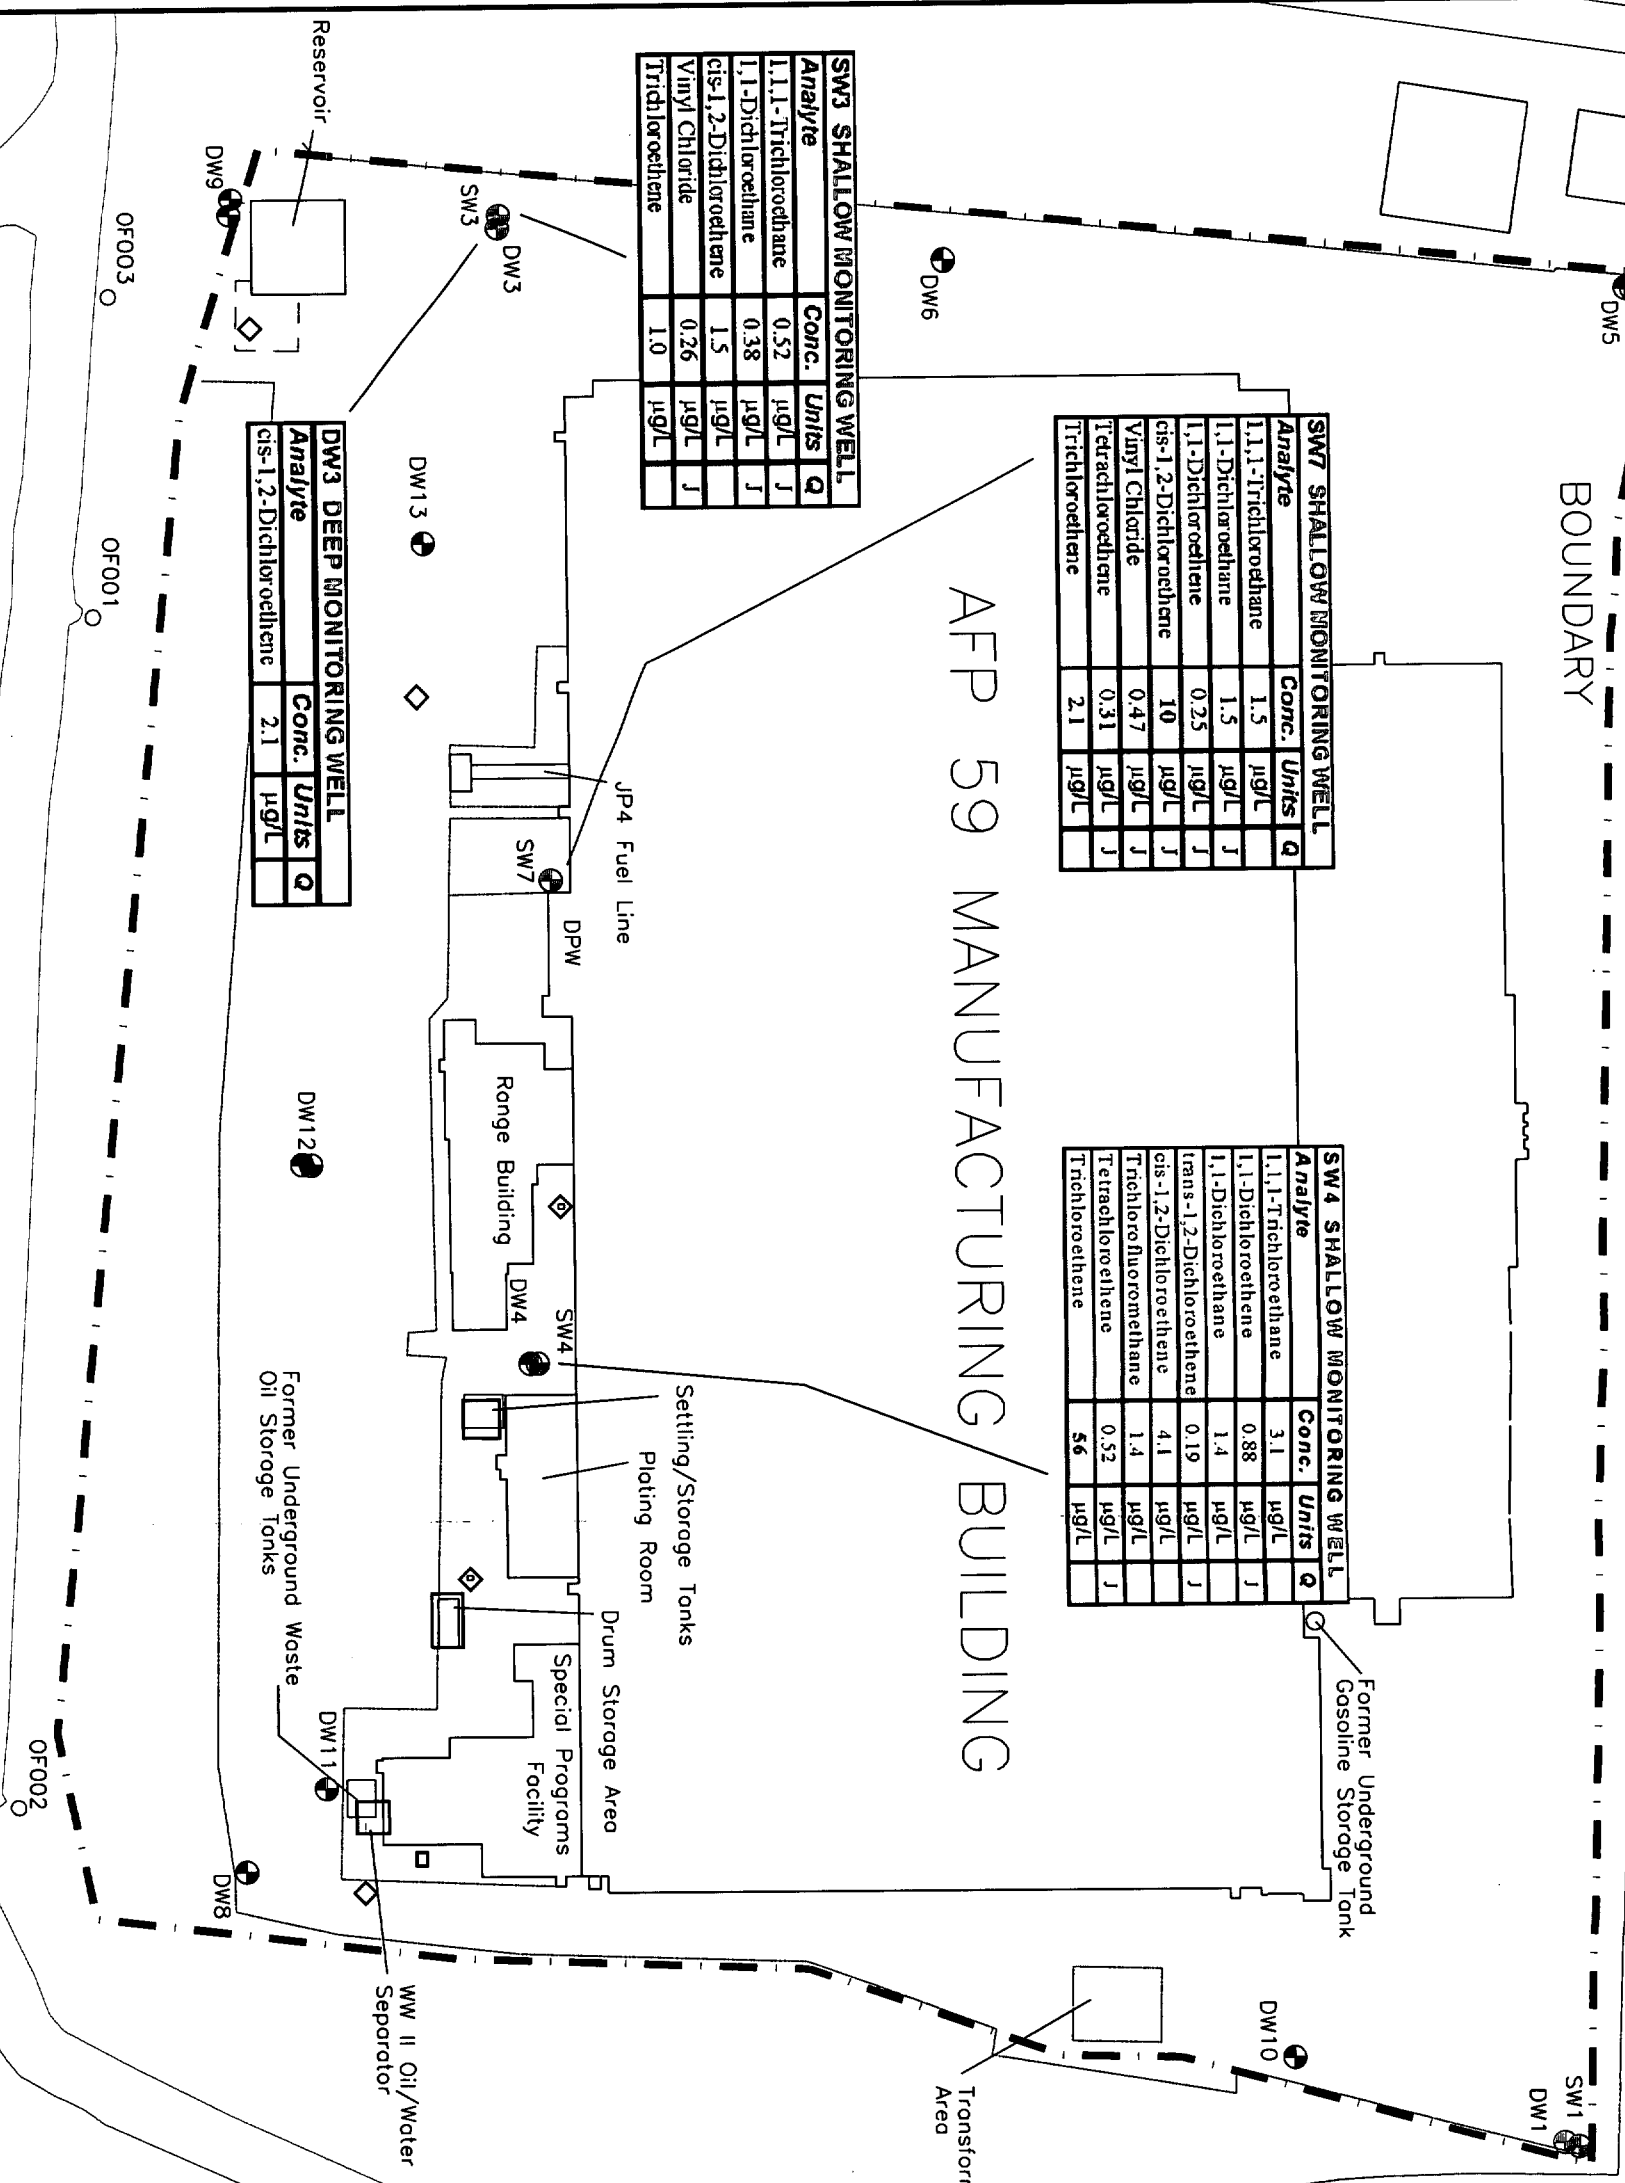 DW5
BOUNDARY
SW1
DW1
DW10
Former Underground
Gasoline Storage Tank
SW7 SHALLOW MONITORING WELL
Analyte Conc. Units Q
1,1,1-Trichloroethane 1.5 µg/L
1,1-Dichloroethane 1.5 µg/L J
1,1-Dichloroethene 0.25 µg/L J
cis-1,2-Dichloroethene 10 µg/L J
Vinyl Chloride 0.47 µg/L J
Tetrachloroethene 0.31 µg/L J
Trichloroethene 2.1 µg/L
SW4 SHALLOW MONITORING WELL
Analyte Conc. Units Q
1,1,1-Trichloroethane 3.1 µg/L
1,1-Dichloroethene 0.88 µg/L J
1,1-Dichloroethane 1.4 µg/L
trans-1,2-Dichloroethene 0.19 µg/L J
cis-1,2-Dichloroethene 4.1 µg/L
Trichlorofluoromethane 1.4 µg/L
Tetrachloroethene 0.52 µg/L J
Trichloroethene 56 µg/L
DW6
AFP 59 MANUFACTURING BUILDING
Transfor
Area
SW3 SHALLOW MONITORING WELL
Analyte Conc. Units Q
1,1,1-Trichloroethane 0.52 µg/L J
1,1-Dichloroethane 0.38 µg/L J
cis-1,2-Dichloroethene 1.5 µg/L
Vinyl Chloride 0.26 µg/L J
Trichloroethene 1.0 µg/L
Settling/Storage Tanks
Plating Room
JP4 Fuel Line
Drum Storage Area
DPW
SW4
Special Programs
Facility
SW7
DW4
DW3
SW3
Range Building
DW13
WW II Oil/Water
Separator
Reservoir
DW3 DEEP MONITORING WELL
Analyte Conc. Units Q
cis-1,2-Dichloroethene 2.1 µg/L
DW12
DW11
Former Underground Waste
Oil Storage Tanks
DW9
DW8
OF003
OF001
OF002